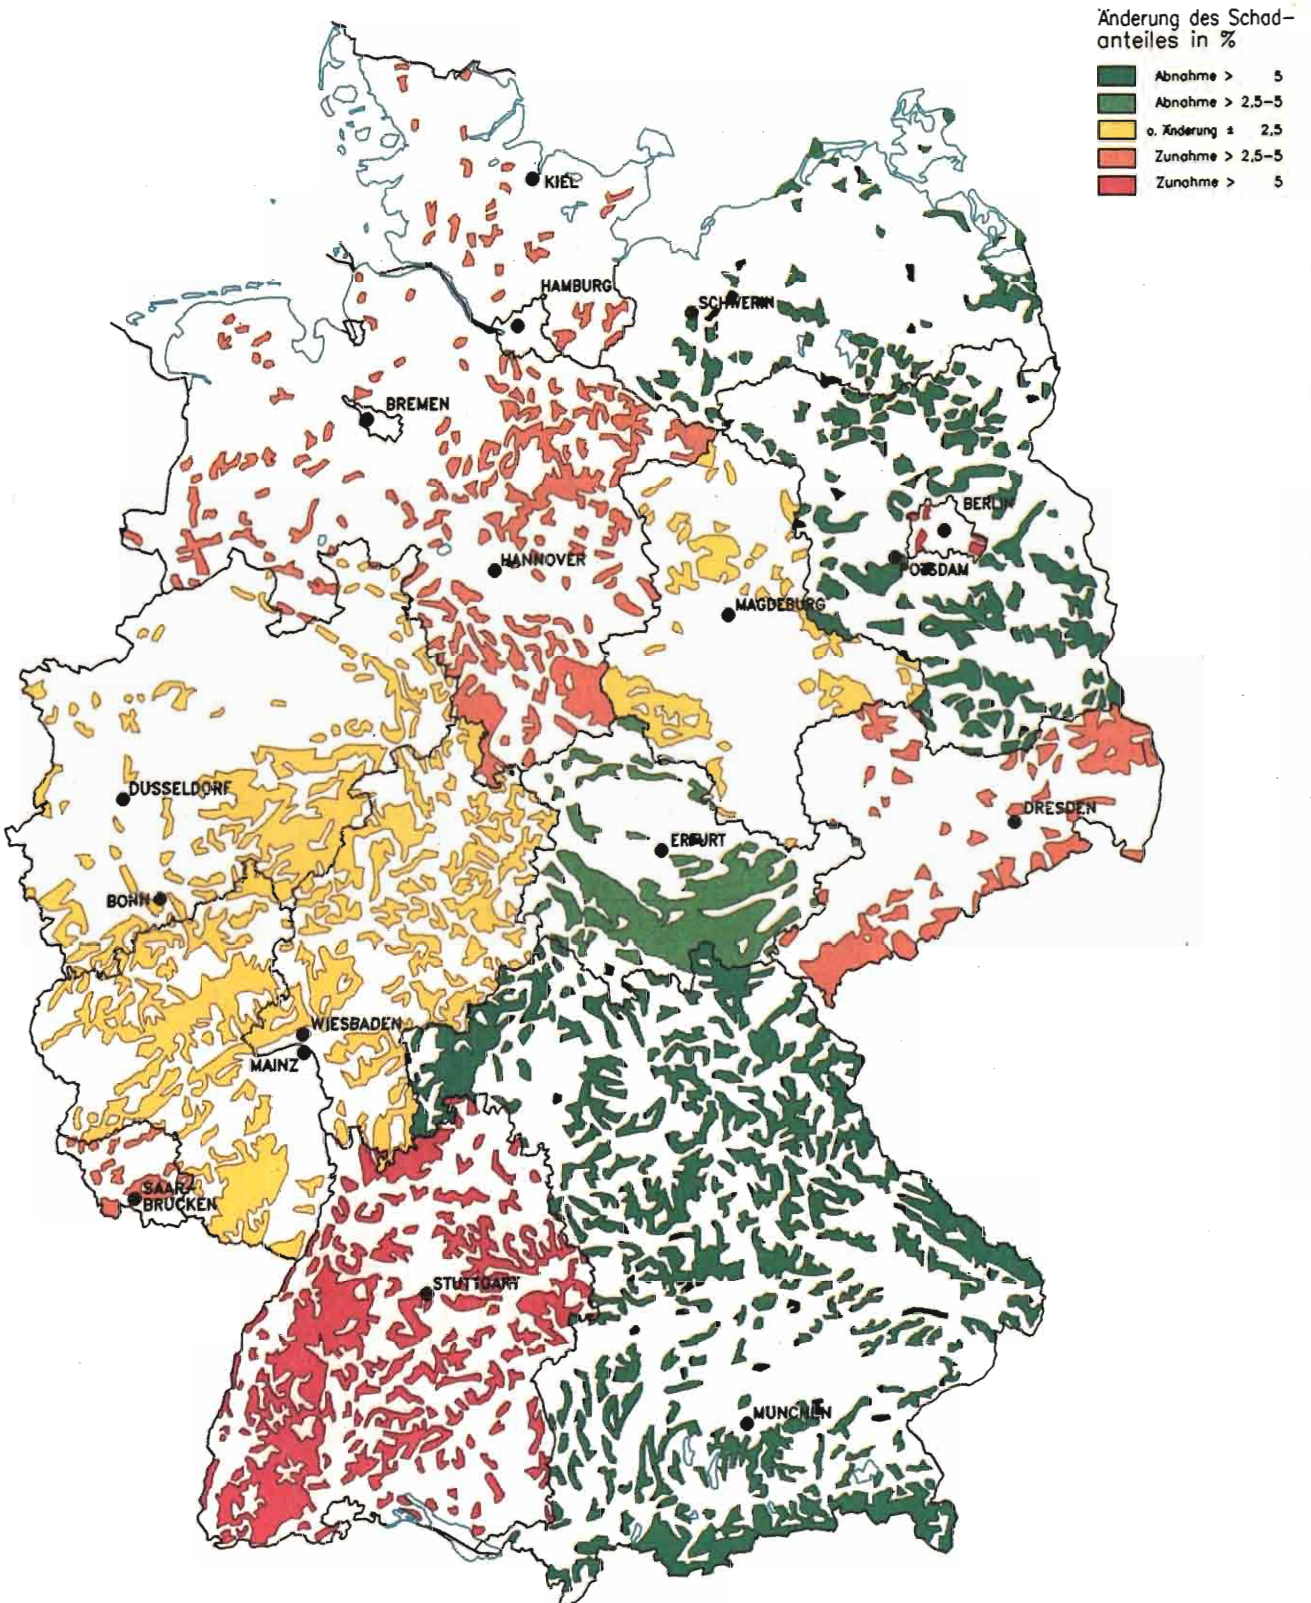 Änderung des Schad-
anteiles in %
Abnahme > 5
Abnahme > 2,5-5
o. Änderung ± 2,5
Zunahme > 2,5-5
Zunahme > 5
KIEL
HAMBURG
SCHWERIN
BREMEN
BERLIN
HANNOVER
POTSDAM
MAGDEBURG
DÜSSELDORF
DRESDEN
ERFURT
BONN
WIESBADEN
MAINZ
SAAR-
BRÜCKEN
STUTTGART
MÜNCHEN